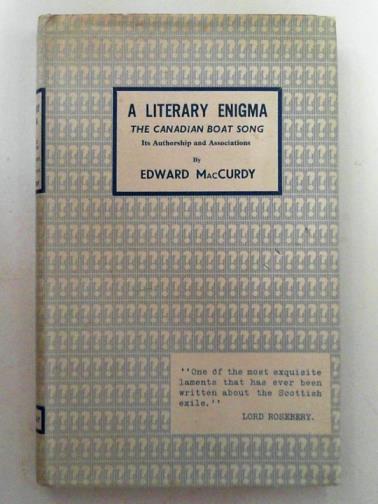 A LITERARY ENIGMA
THE CANADIAN BOAT SONG
Its Authorship and Associations
By
EDWARD MACCURDY
''One of the most exquisite
laments that has ever been
written about the Scottish
exile.''
LORD ROSEBERY.